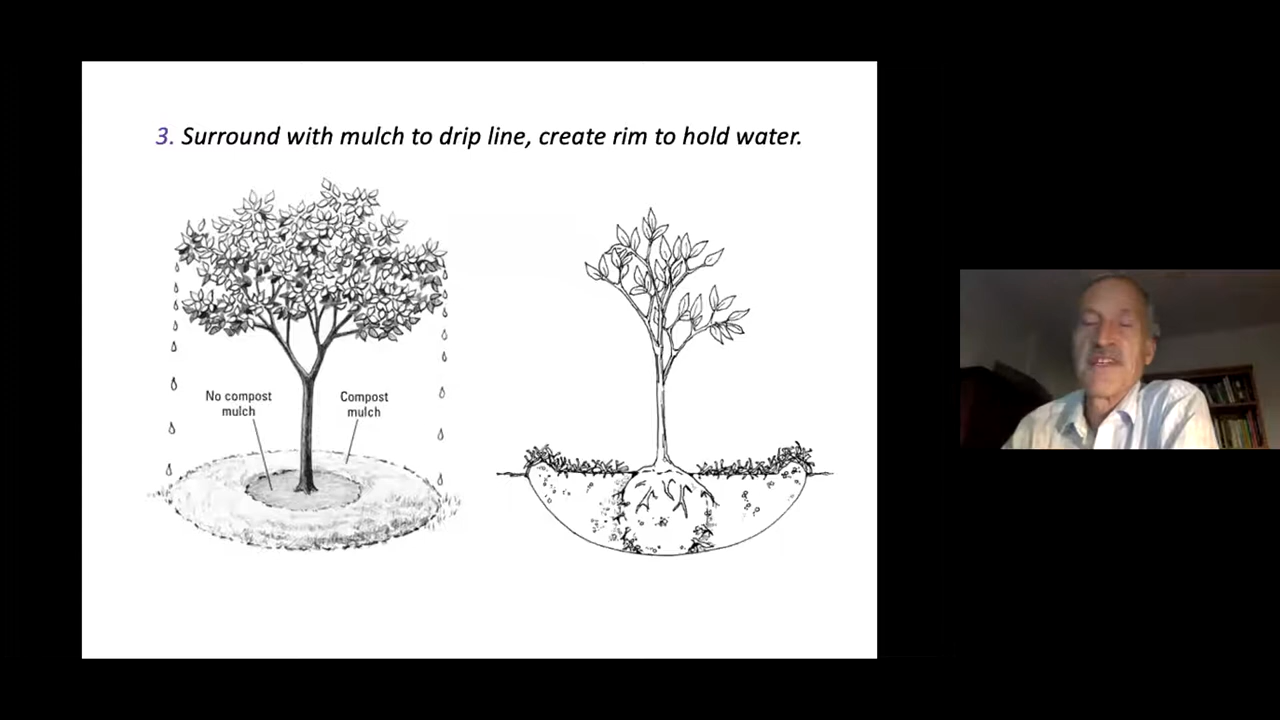 3. Surround with mulch to drip line, create rim to hold water.
No compost
mulch
Compost
mulch